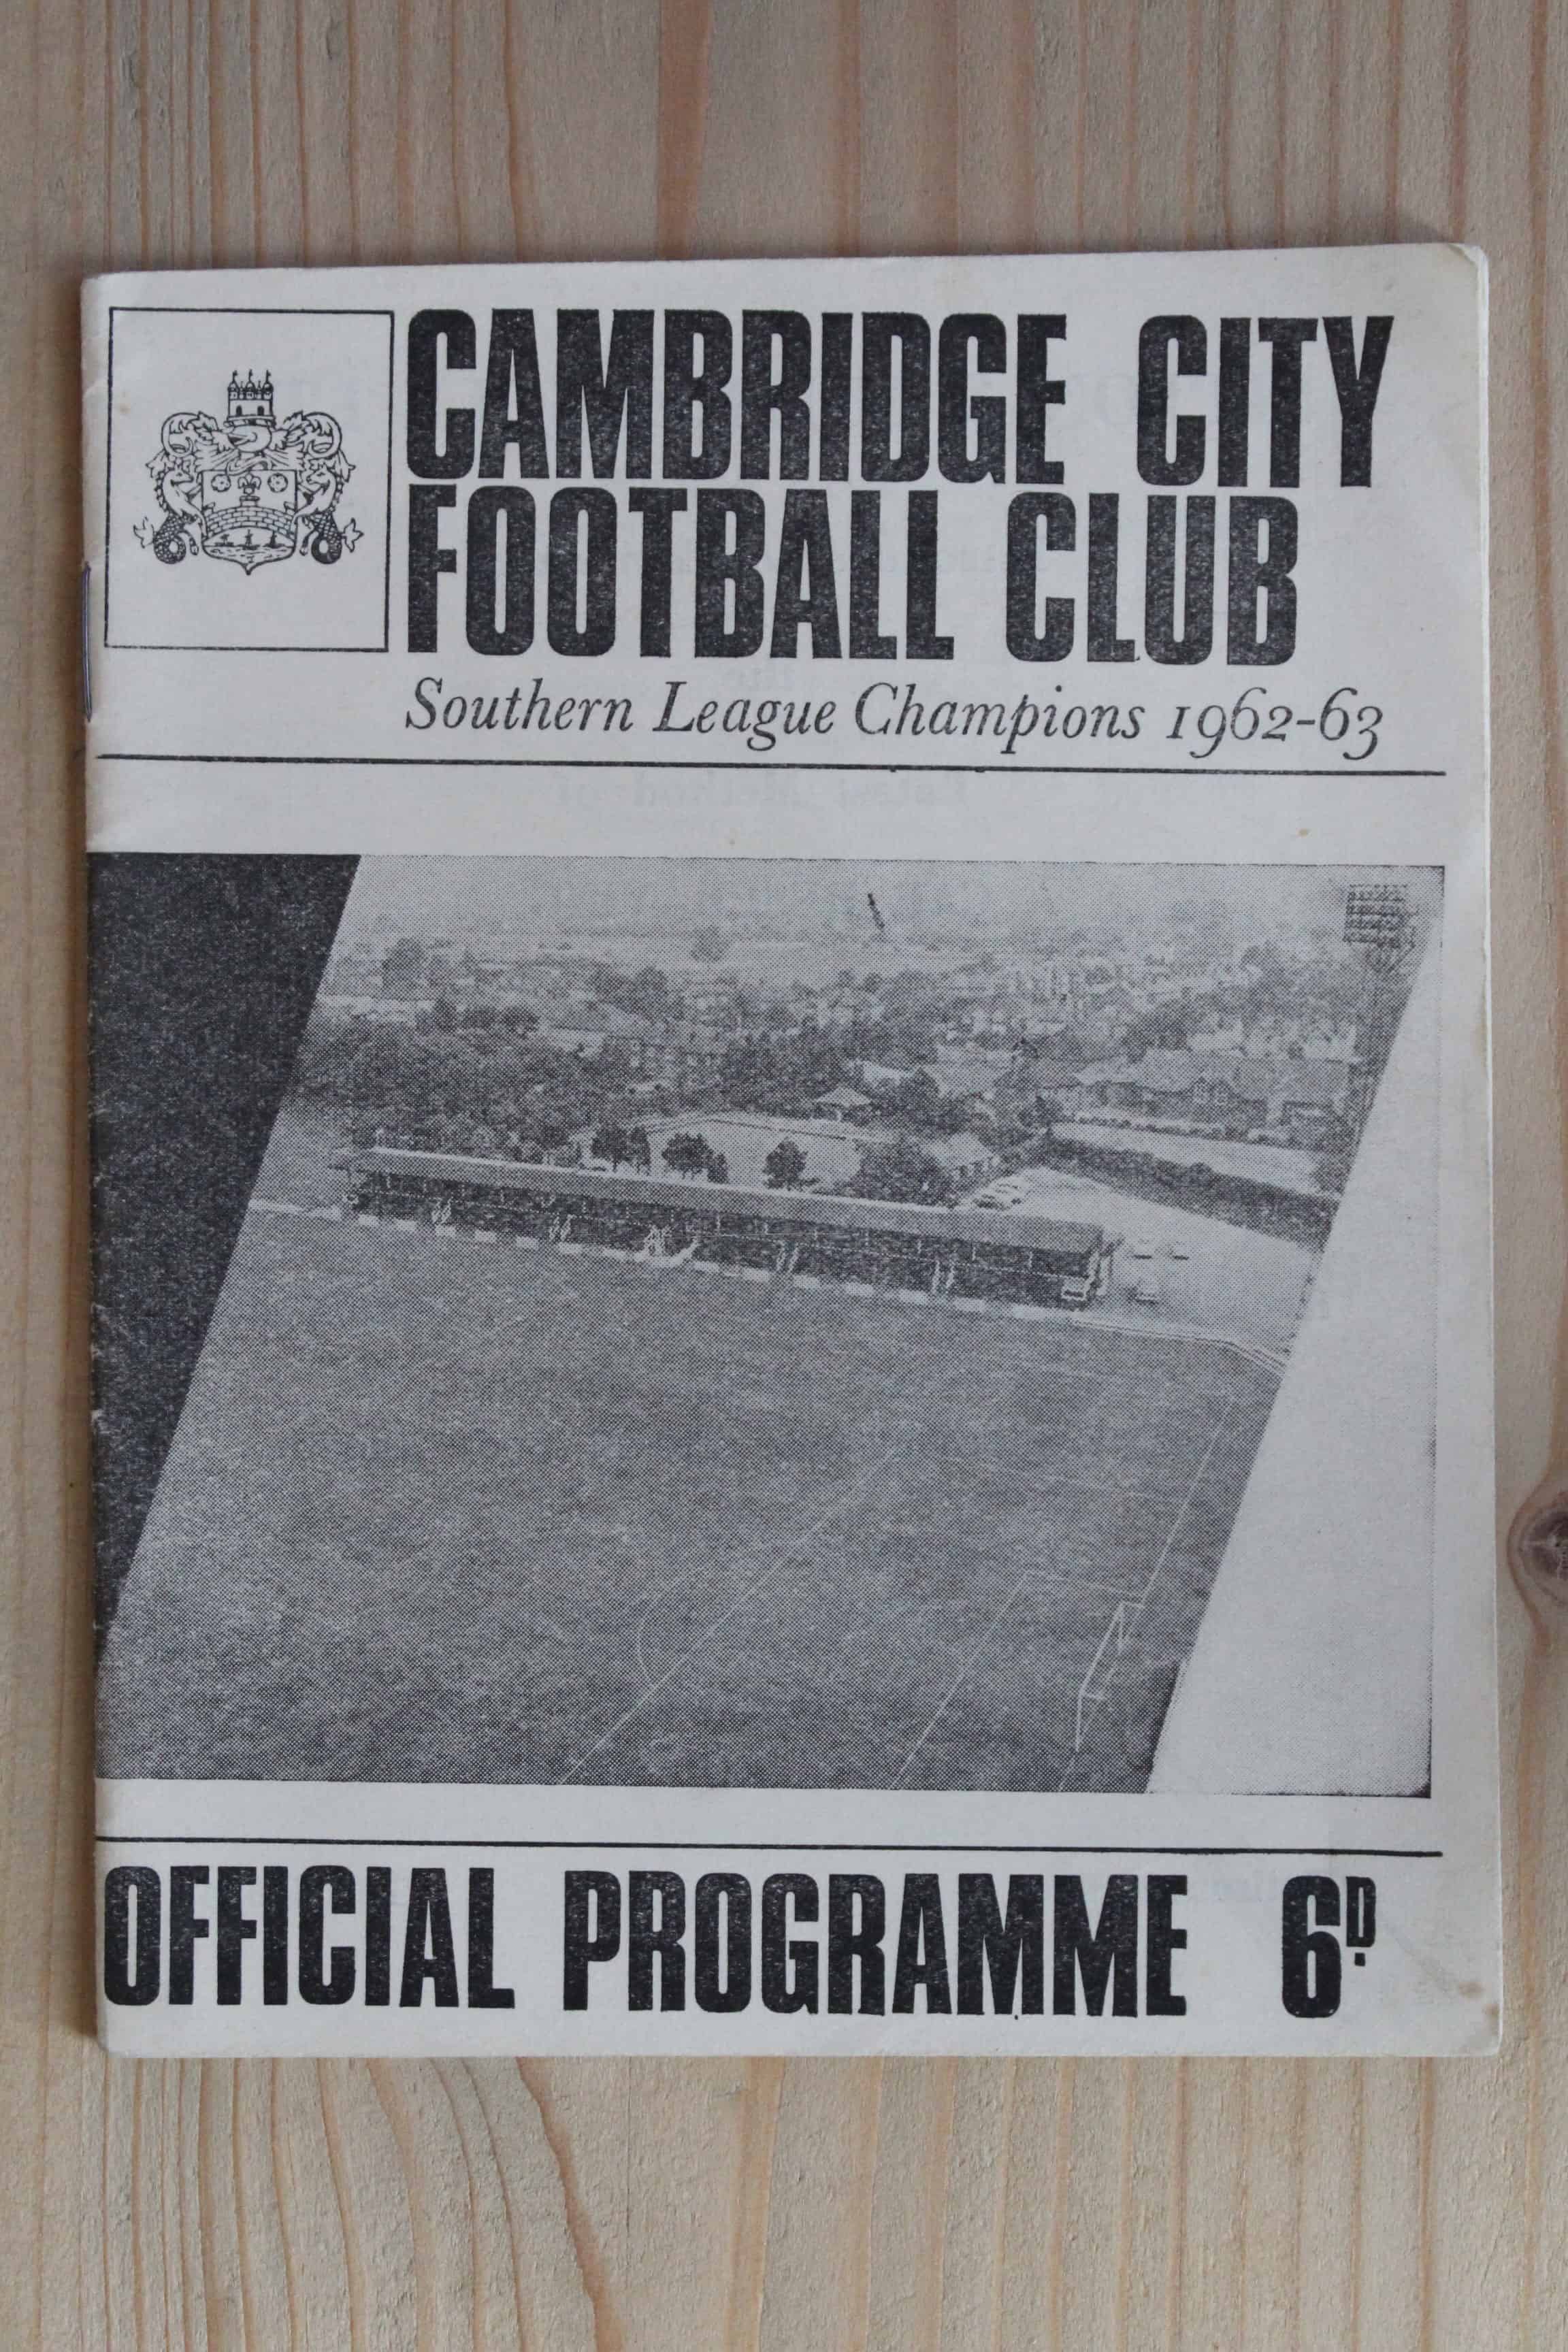 CAMBRIDGE CITY
FOOTBALL CLUB
Southern League Champions 1962-63
OFFICIAL PROGRAMME 6D.